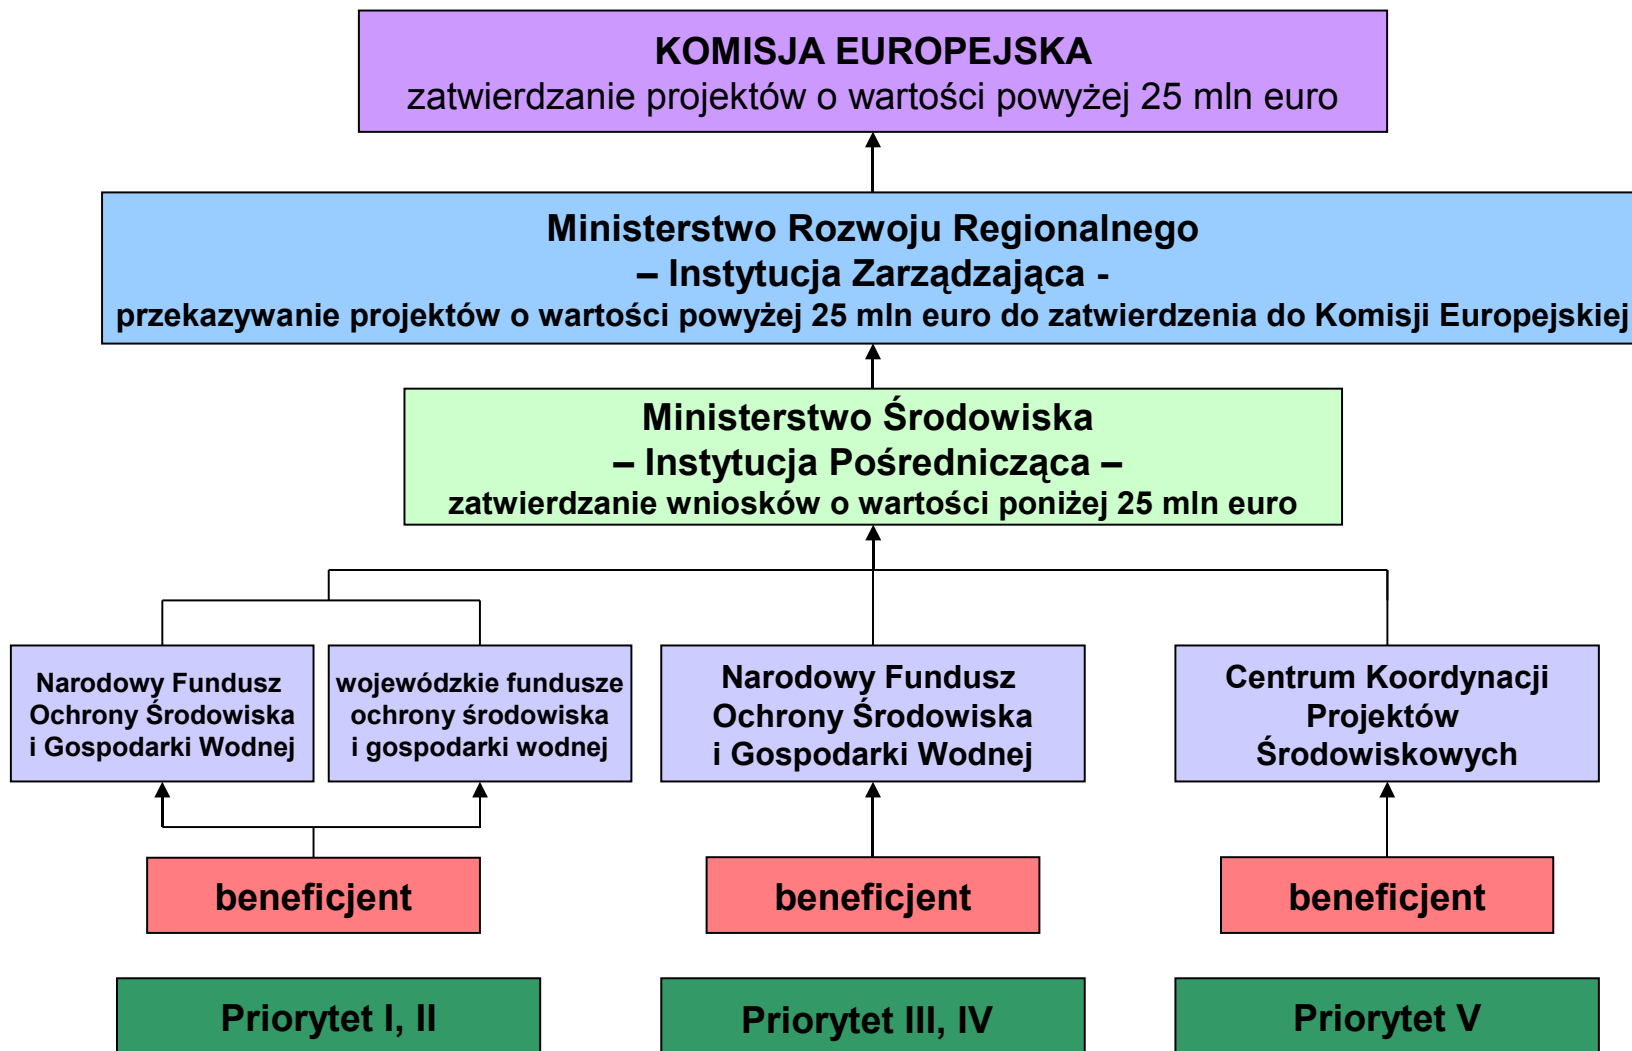 KOMISJA EUROPEJSKA
zatwierdzanie projektów o wartości powyżej 25 mln euro
Ministerstwo Rozwoju Regionalnego
– Instytucja Zarządzająca -
przekazywanie projektów o wartości powyżej 25 mln euro do zatwierdzenia do Komisji Europejskiej
Ministerstwo Środowiska
– Instytucja Pośrednicząca –
zatwierdzanie wniosków o wartości poniżej 25 mln euro
Narodowy Fundusz
Ochrony Środowiska
i Gospodarki Wodnej
wojewódzkie fundusze
ochrony środowiska
i gospodarki wodnej
Narodowy Fundusz
Ochrony Środowiska
i Gospodarki Wodnej
Centrum Koordynacji
Projektów
Środowiskowych
beneficjent
beneficjent
beneficjent
Priorytet I, II
Priorytet III, IV
Priorytet V